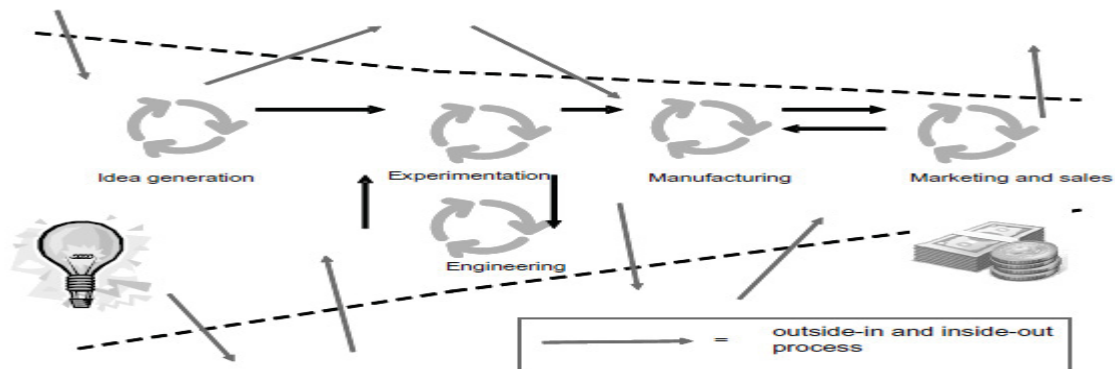 Idea generation
Experimentation
Manufacturing
Marketing and sales
Engineering
= outside-in and inside-out
process